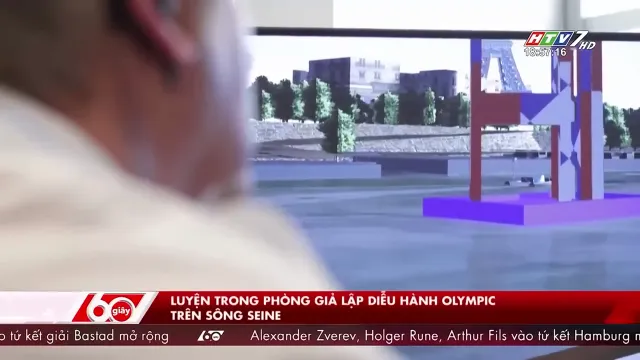 HTV7 HD
18:57:16
60 giây
LUYỆN TRONG PHÒNG GIẢ LẬP DIỄU HÀNH OLYMPIC
TRÊN SÔNG SEINE
o tứ kết giải Bastad mở rộng 60 Alexander Zverev, Holger Rune, Arthur Fils vào tứ kết Hamburg m